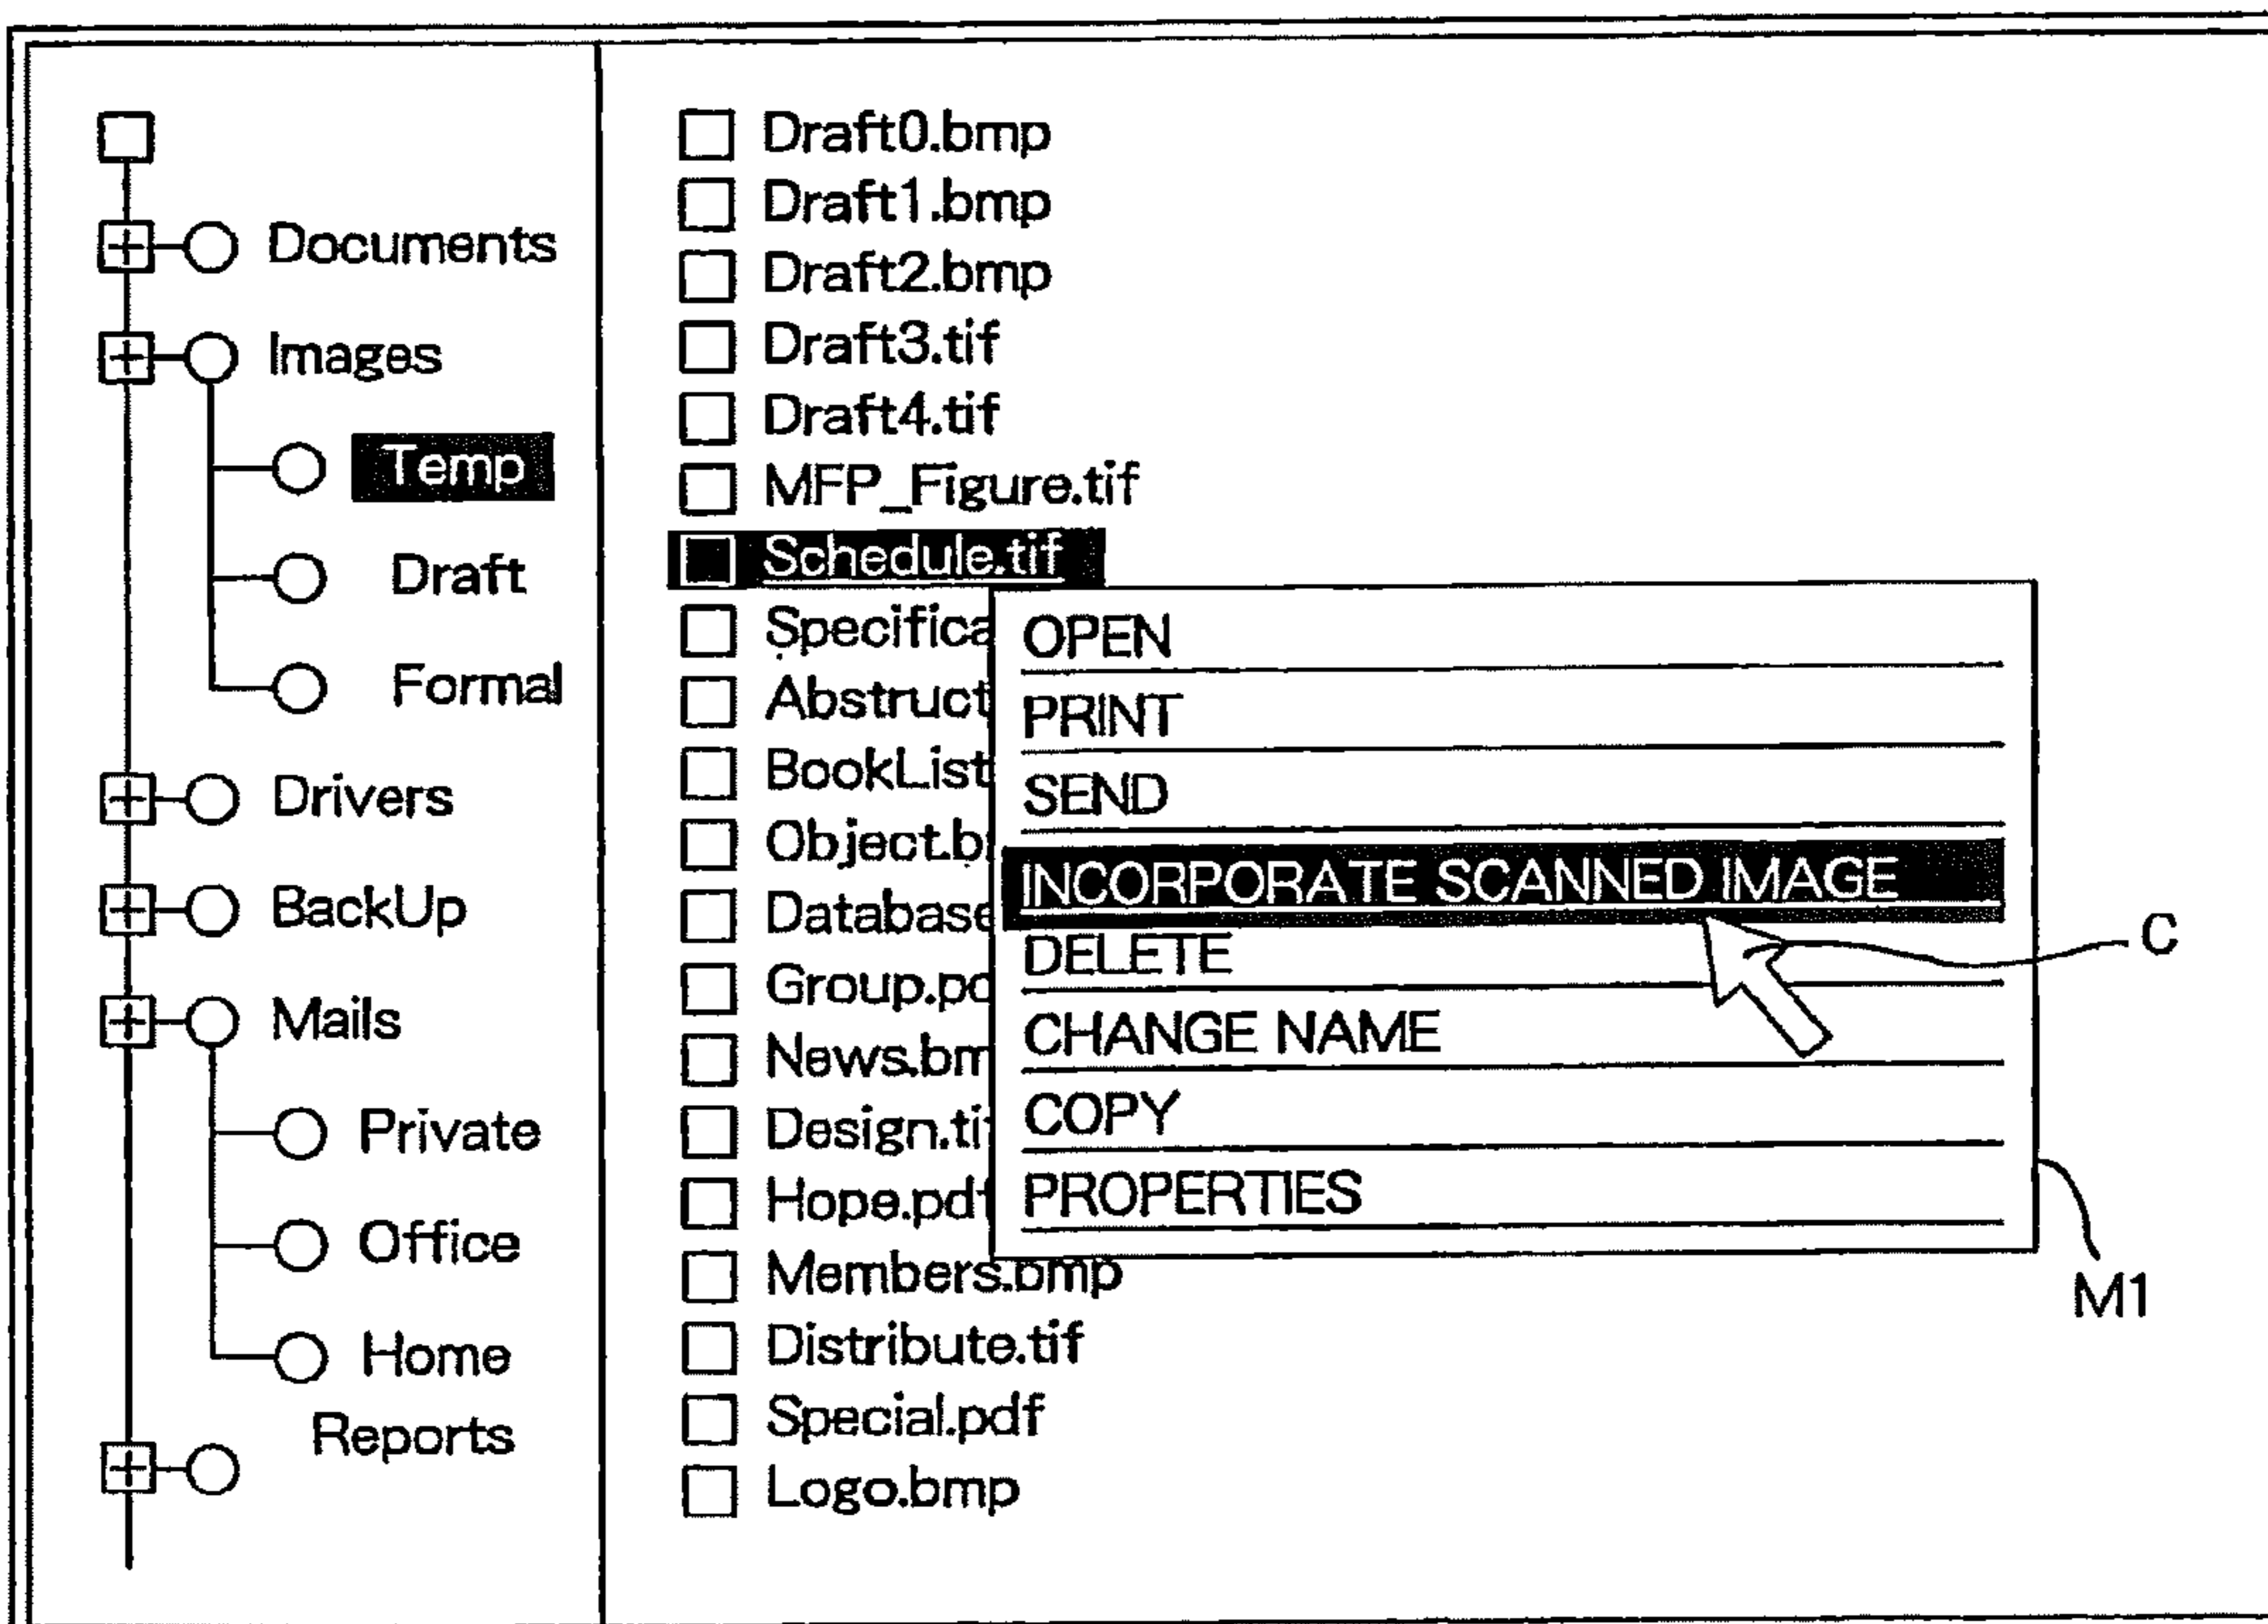 Documents
Images
Temp
Draft
Formal
Drivers
BackUp
Mails
Private
Office
Home
Reports
Draft0.bmp
Draft1.bmp
Draft2.bmp
Draft3.tif
Draft4.tif
MFP_Figure.tif
Schedule.tif
Specifica
Abstruct
BookList
Object.b
Database
Group.pd
News.bm
Design.ti
Hope.pdf
Members.bmp
Distribute.tif
Special.pdf
Logo.bmp
OPEN
PRINT
SEND
INCORPORATE SCANNED IMAGE
DELETE
CHANGE NAME
COPY
PROPERTIES
C
M1